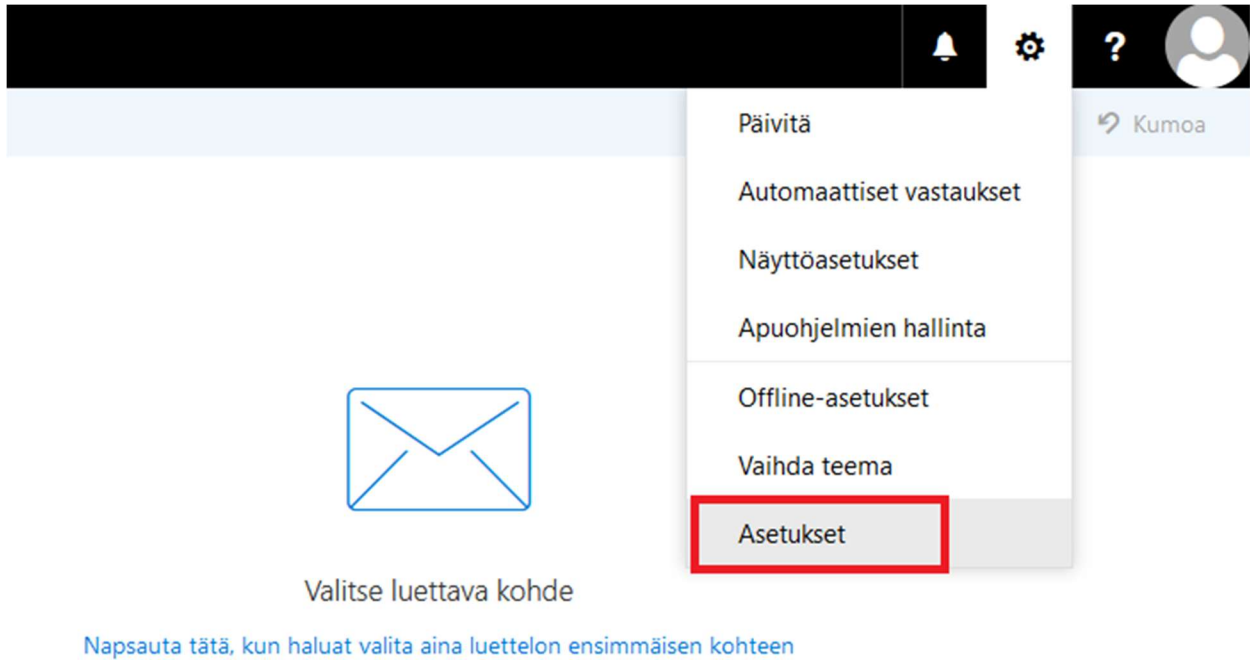 ?
Päivitä
Kumoa
Automaattiset vastaukset
Näyttöasetukset
Apuohjelmien hallinta
Offline-asetukset
Vaihda teema
Asetukset
Valitse luettava kohde
Napsauta tätä, kun haluat valita aina luettelon ensimmäisen kohteen